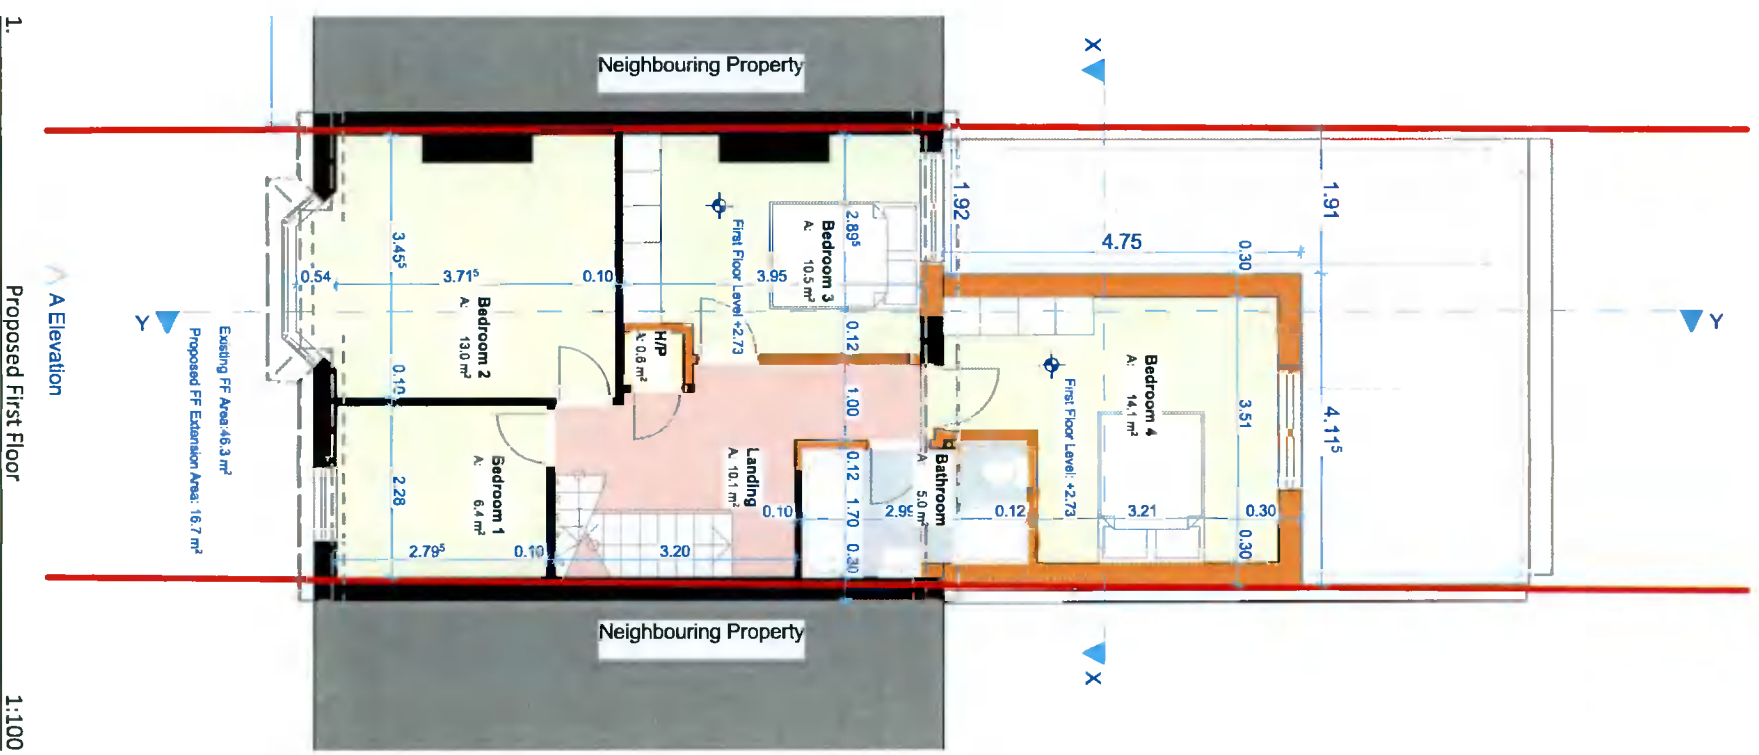 Neighbouring Property
X
1.92
1.91
4.75
0.30
3.45⁵
2.89⁵
First Floor Level +2.73
Bedroom 3
A: 10.5 m²
0.54
3.71⁵
0.10
3.95
Y
Y
Bedroom 2
A: 13.0 m²
H/P
A: 0.6 m²
0.12
Bedroom 4
A: 14.1 m²
First Floor Level: +2.73
3.51
4.11⁵
0.10
1.00
Existing FF Area:46.3 m²
Proposed FF Extension Area: 16.7 m²
A Elevation
Bedroom 1
A: 6.4 m²
2.28
Landing
A: 10.1 m²
Bathroom
A: 5.0 m²
0.12
1.70
0.30
0.10
2.99
0.12
3.21
0.30
0.30
2.79⁵
0.10
3.20
Neighbouring Property
X
1.
Proposed First Floor
1:100